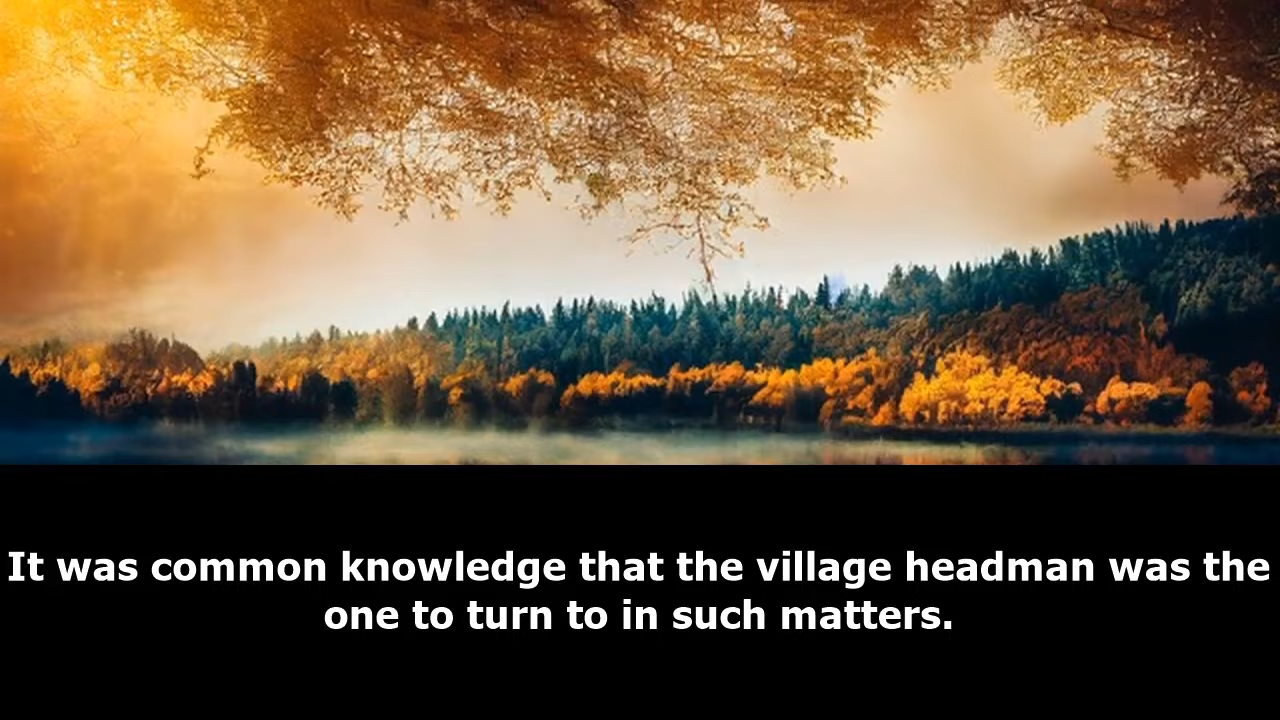 It was common knowledge that the village headman was the
one to turn to in such matters.